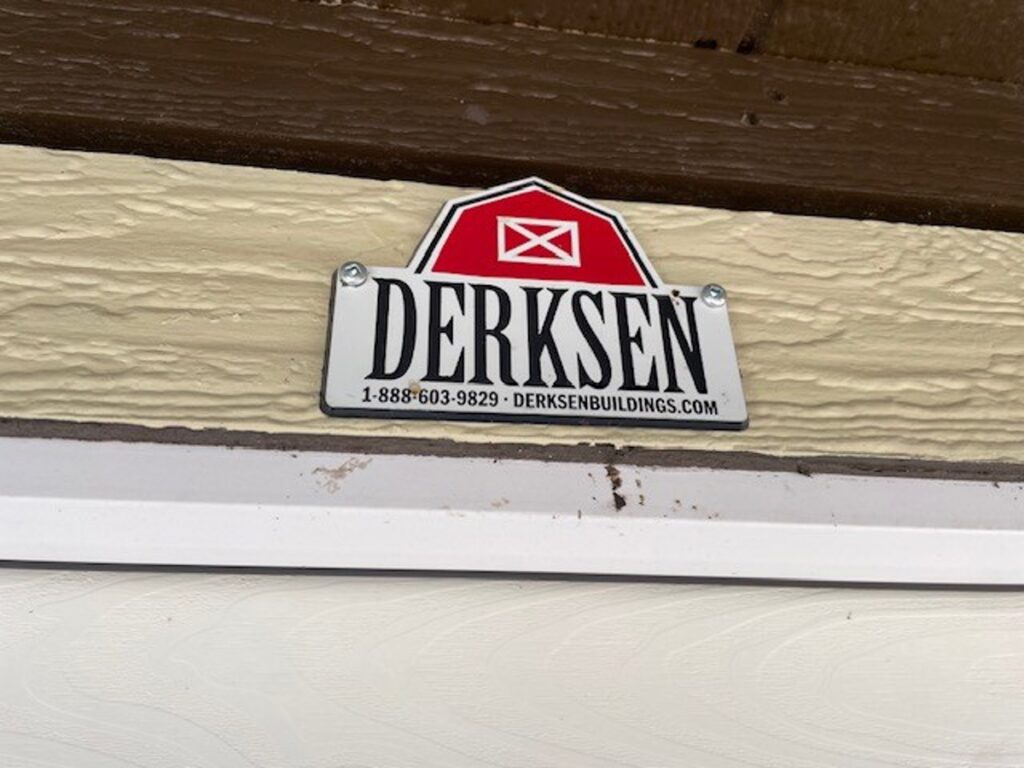 DERKSEN
1-888-603-9829 · DERKSENBUILDINGS.COM